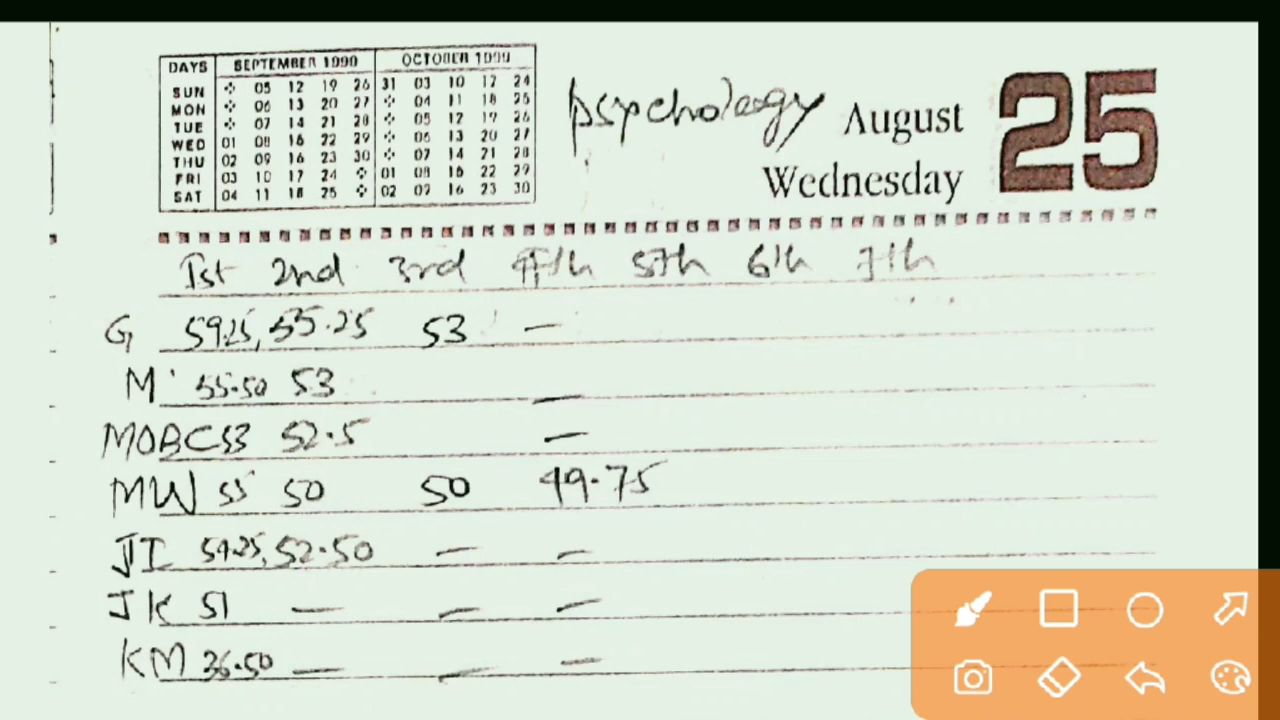 DAYS SEPTEMBER 1999 OCTOBER 1999
SUN ❖ 05 12 19 26 31 03 10 17 24
MON ❖ 06 13 20 27 ❖ 04 11 18 25
TUE ❖ 07 14 21 28 ❖ 05 12 19 26
WED 01 08 15 22 29 ❖ 06 13 20 27
THU 02 09 16 23 30 ❖ 07 14 21 28
FRI 03 10 17 24 ❖ 01 08 15 22 29
SAT 04 11 18 25 ❖ 02 09 16 23 30
psychology
August 25
Wednesday
Ist 2nd 3rd 4th 5th 6th 7th
G 59.25, 55.25 53 —
M 55.50 53 —
MOBC 53 52.5 —
MW 55 50 50 49.75
JI 54.25, 52.50 — —
JK 51 — — —
KM 36.50 — — —